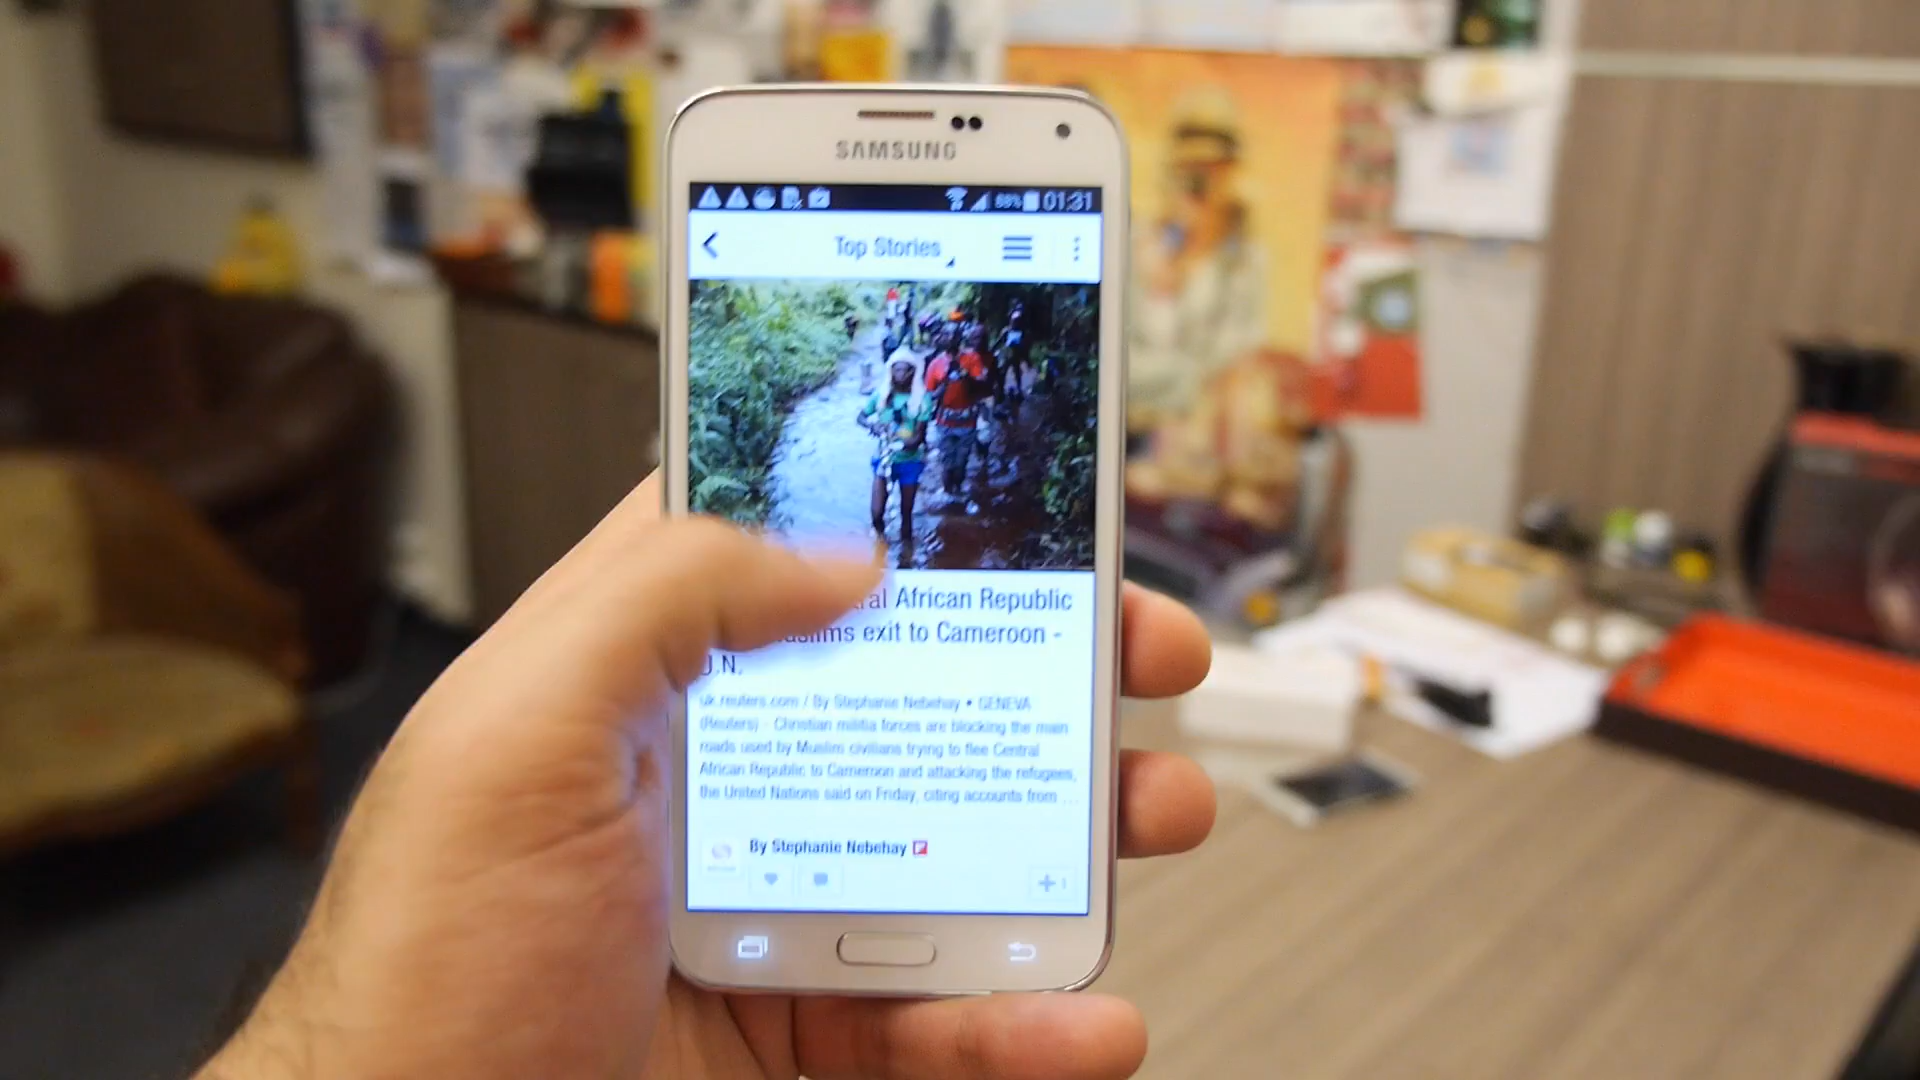 SAMSUNG
88% 01:31
Top Stories
African Republic
exit to Cameroon -
U.N.
uk.reuters.com / By Stephanie Nebehay • GENEVA
(Reuters) - Christian militia forces are blocking the main
roads used by Muslim civilians trying to flee Central
African Republic to Cameroon and attacking the refugees,
the United Nations said on Friday, citing accounts from ...
By Stephanie Nebehay
+ 1